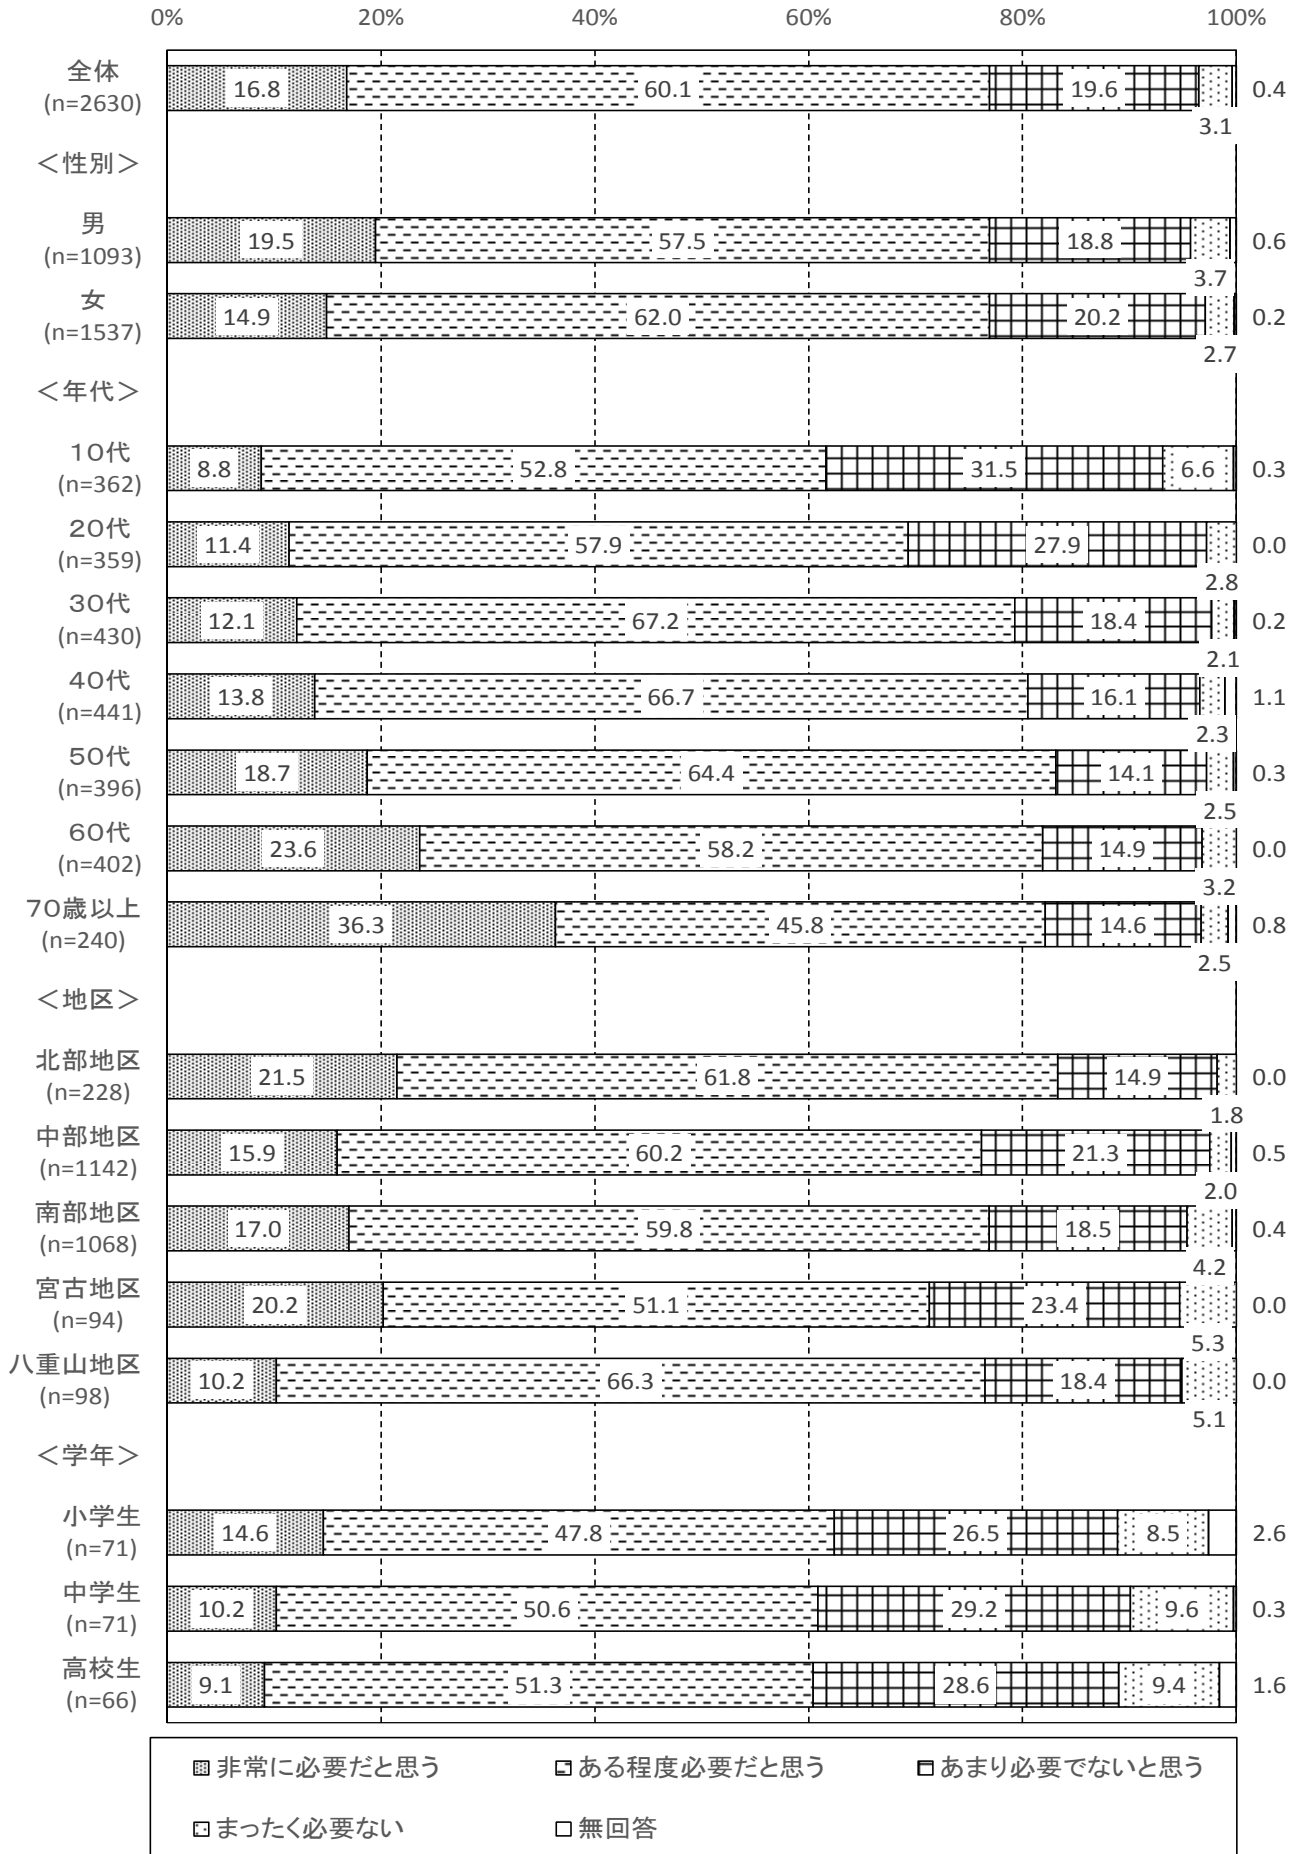 0% 20% 40% 60% 80% 100%
全体
(n=2630)
16.8 60.1 19.6 3.1 0.4
＜性別＞
男
(n=1093)
19.5 57.5 18.8 3.7 0.6
女
(n=1537)
14.9 62.0 20.2 2.7 0.2
＜年代＞
10代
(n=362)
8.8 52.8 31.5 6.6 0.3
20代
(n=359)
11.4 57.9 27.9 2.8 0.0
30代
(n=430)
12.1 67.2 18.4 2.1 0.2
40代
(n=441)
13.8 66.7 16.1 2.3 1.1
50代
(n=396)
18.7 64.4 14.1 2.5 0.3
60代
(n=402)
23.6 58.2 14.9 3.2 0.0
70歳以上
(n=240)
36.3 45.8 14.6 2.5 0.8
＜地区＞
北部地区
(n=228)
21.5 61.8 14.9 1.8 0.0
中部地区
(n=1142)
15.9 60.2 21.3 2.0 0.5
南部地区
(n=1068)
17.0 59.8 18.5 4.2 0.4
宮古地区
(n=94)
20.2 51.1 23.4 5.3 0.0
八重山地区
(n=98)
10.2 66.3 18.4 5.1 0.0
＜学年＞
小学生
(n=71)
14.6 47.8 26.5 8.5 2.6
中学生
(n=71)
10.2 50.6 29.2 9.6 0.3
高校生
(n=66)
9.1 51.3 28.6 9.4 1.6
非常に必要だと思う ある程度必要だと思う あまり必要でないと思う
まったく必要ない 無回答